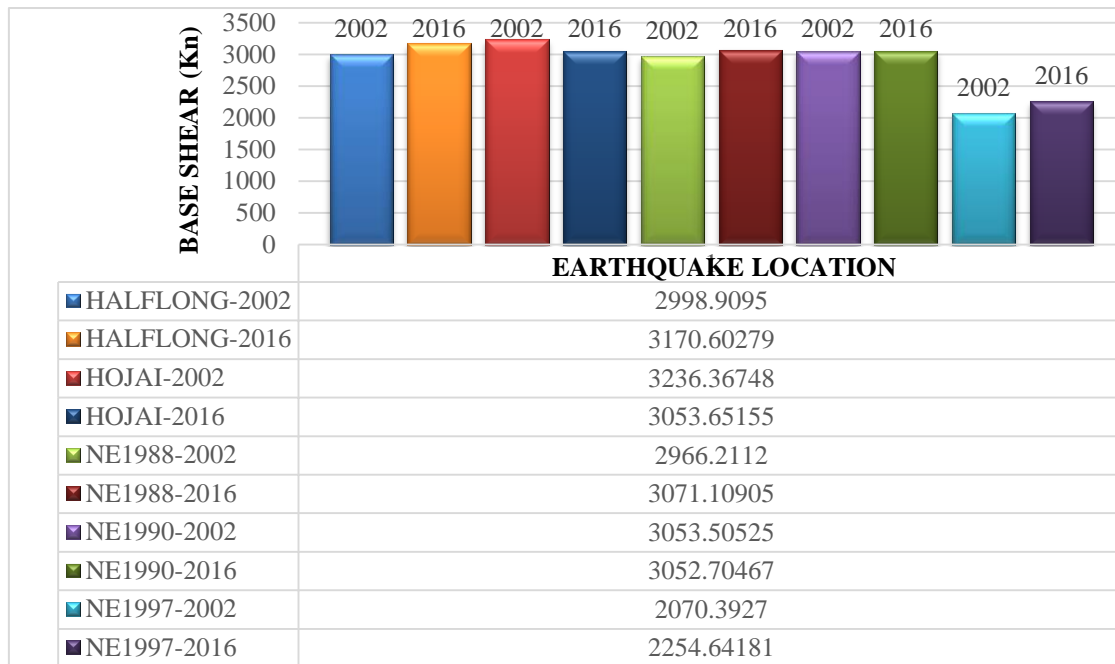 BASE SHEAR (Kn)
3500
3000
2500
2000
1500
1000
500
0
2002 2016 2002 2016 2002 2016 2002 2016 2002 2016
1
EARTHQUAKE LOCATION
HALFLONG-2002 2998.9095
HALFLONG-2016 3170.60279
HOJAI-2002 3236.36748
HOJAI-2016 3053.65155
NE1988-2002 2966.2112
NE1988-2016 3071.10905
NE1990-2002 3053.50525
NE1990-2016 3052.70467
NE1997-2002 2070.3927
NE1997-2016 2254.64181